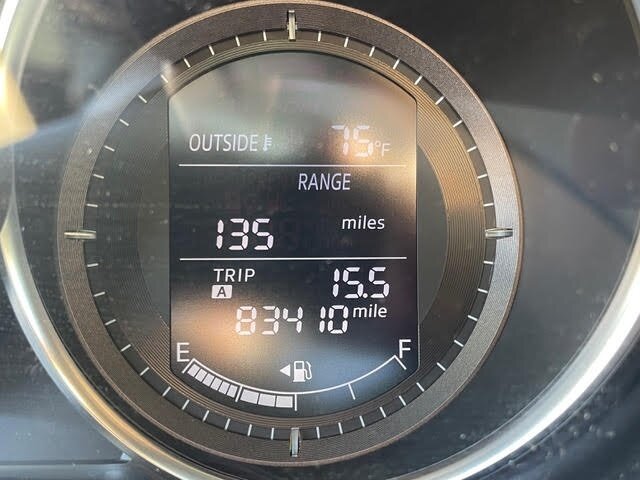 OUTSIDE 75°F
RANGE
135 miles
TRIP A 15.5
83410 mile
E F